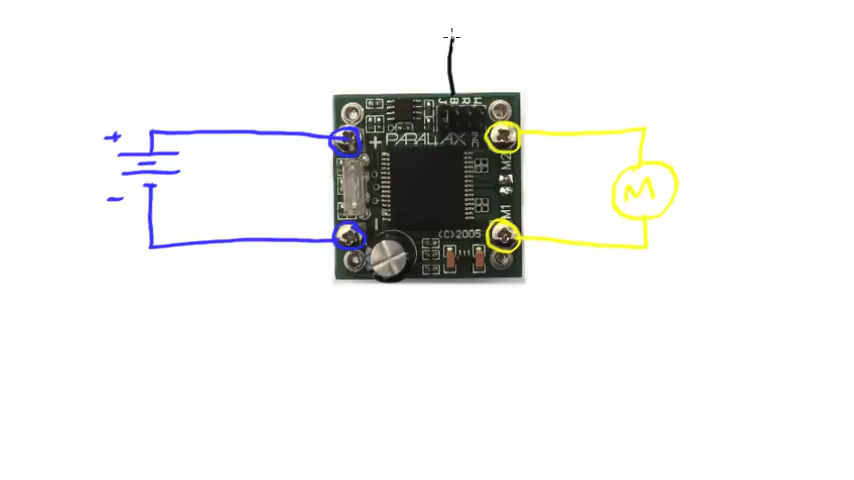 J B R W
+
+ PARALLAX
M2
-
M
M1
-
(C)2005